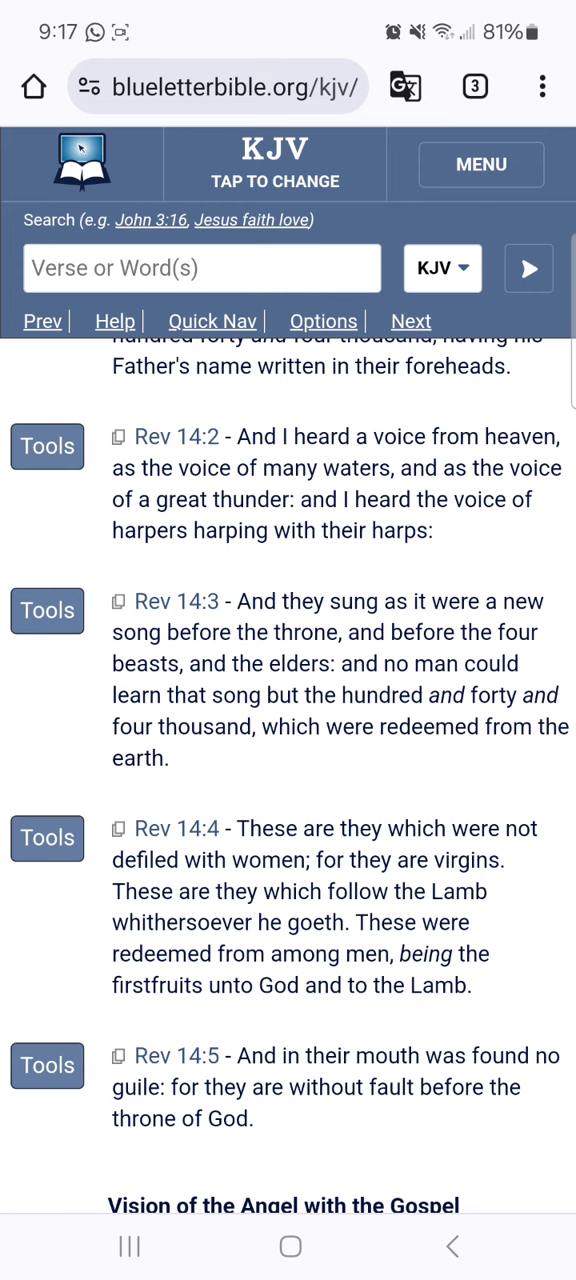 9:17 81%
blueletterbible.org/kjv/ 3
KJV
TAP TO CHANGE
MENU
Search (e.g. John 3:16, Jesus faith love)
Verse or Word(s) KJV
Prev | Help | Quick Nav | Options | Next
hundred forty and four thousand, having his
Father's name written in their foreheads.
Tools Rev 14:2 - And I heard a voice from heaven,
as the voice of many waters, and as the voice
of a great thunder: and I heard the voice of
harpers harping with their harps:
Tools Rev 14:3 - And they sung as it were a new
song before the throne, and before the four
beasts, and the elders: and no man could
learn that song but the hundred and forty and
four thousand, which were redeemed from the
earth.
Tools Rev 14:4 - These are they which were not
defiled with women; for they are virgins.
These are they which follow the Lamb
whithersoever he goeth. These were
redeemed from among men, being the
firstfruits unto God and to the Lamb.
Tools Rev 14:5 - And in their mouth was found no
guile: for they are without fault before the
throne of God.
Vision of the Angel with the Gospel